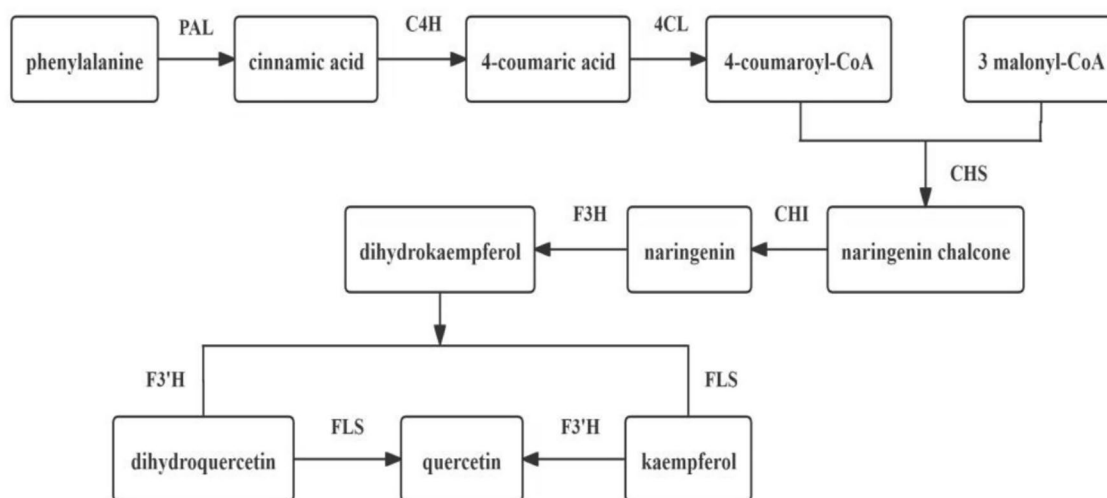 PAL
C4H
4CL
phenylalanine
cinnamic acid
4-coumaric acid
4-coumaroyl-CoA
3 malonyl-CoA
CHS
F3H
CHI
dihydrokaempferol
naringenin
naringenin chalcone
F3'H
FLS
FLS
F3'H
dihydroquercetin
quercetin
kaempferol